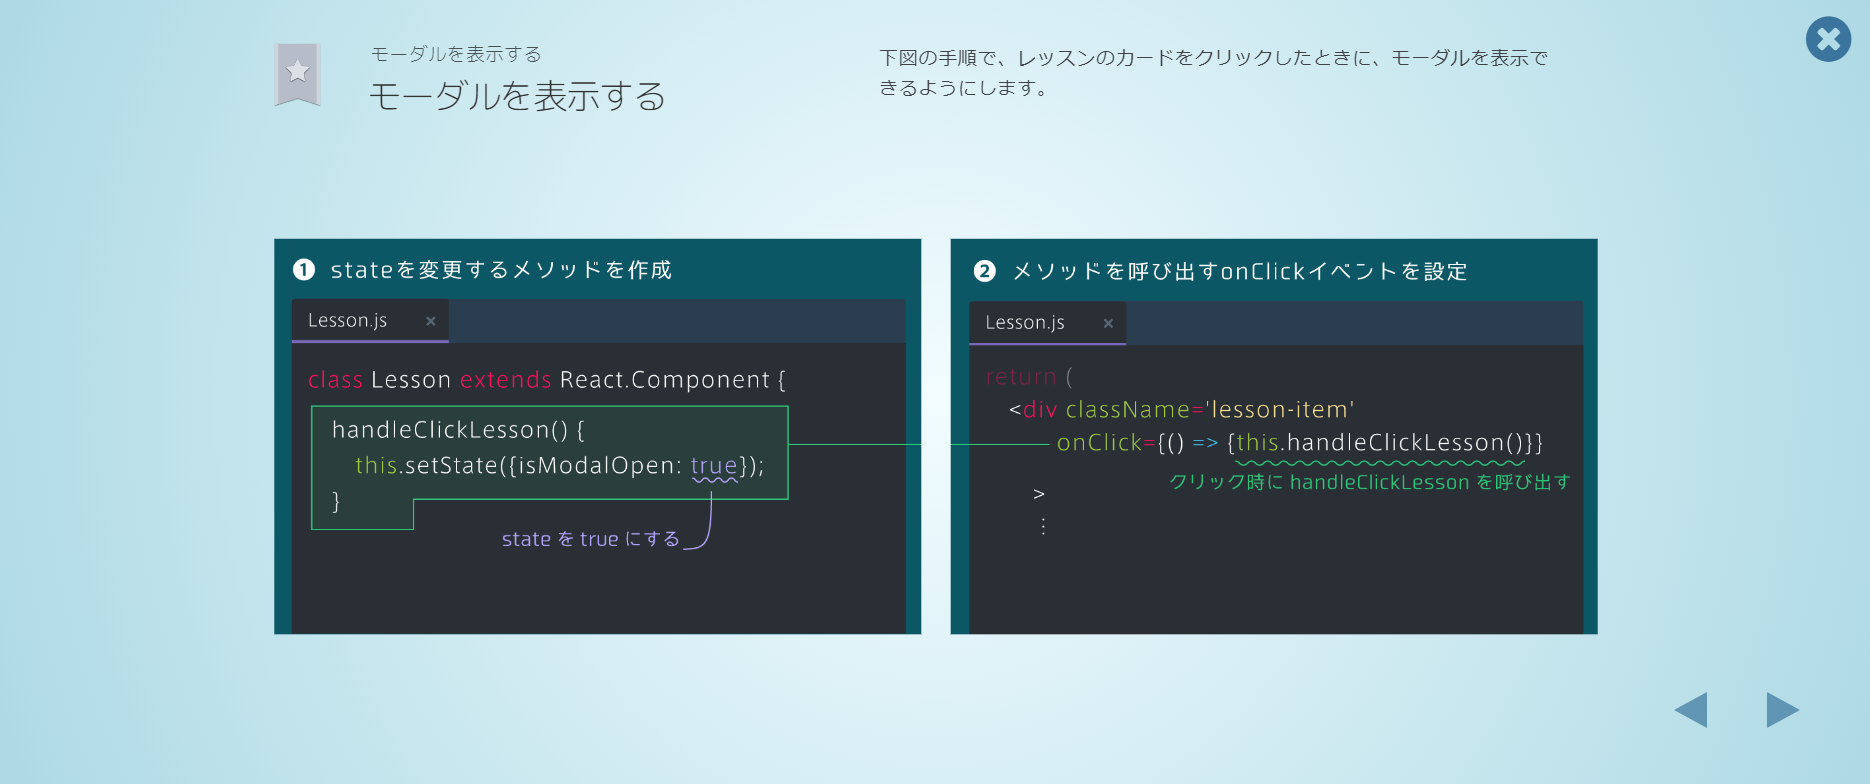 モーダルを表示する
モーダルを表示する
下図の手順で、レッスンのカードをクリックしたときに、モーダルを表示で
きるようにします。
1 stateを変更するメソッドを作成
Lesson.js ×
class Lesson extends React.Component {
handleClickLesson() {
this.setState({isModalOpen: true});
}
state を true にする
2 メソッドを呼び出すonClickイベントを設定
Lesson.js ×
return (
<div className='lesson-item'
onClick={() => {this.handleClickLesson()}}
クリック時に handleClickLesson を呼び出す
>
⋮